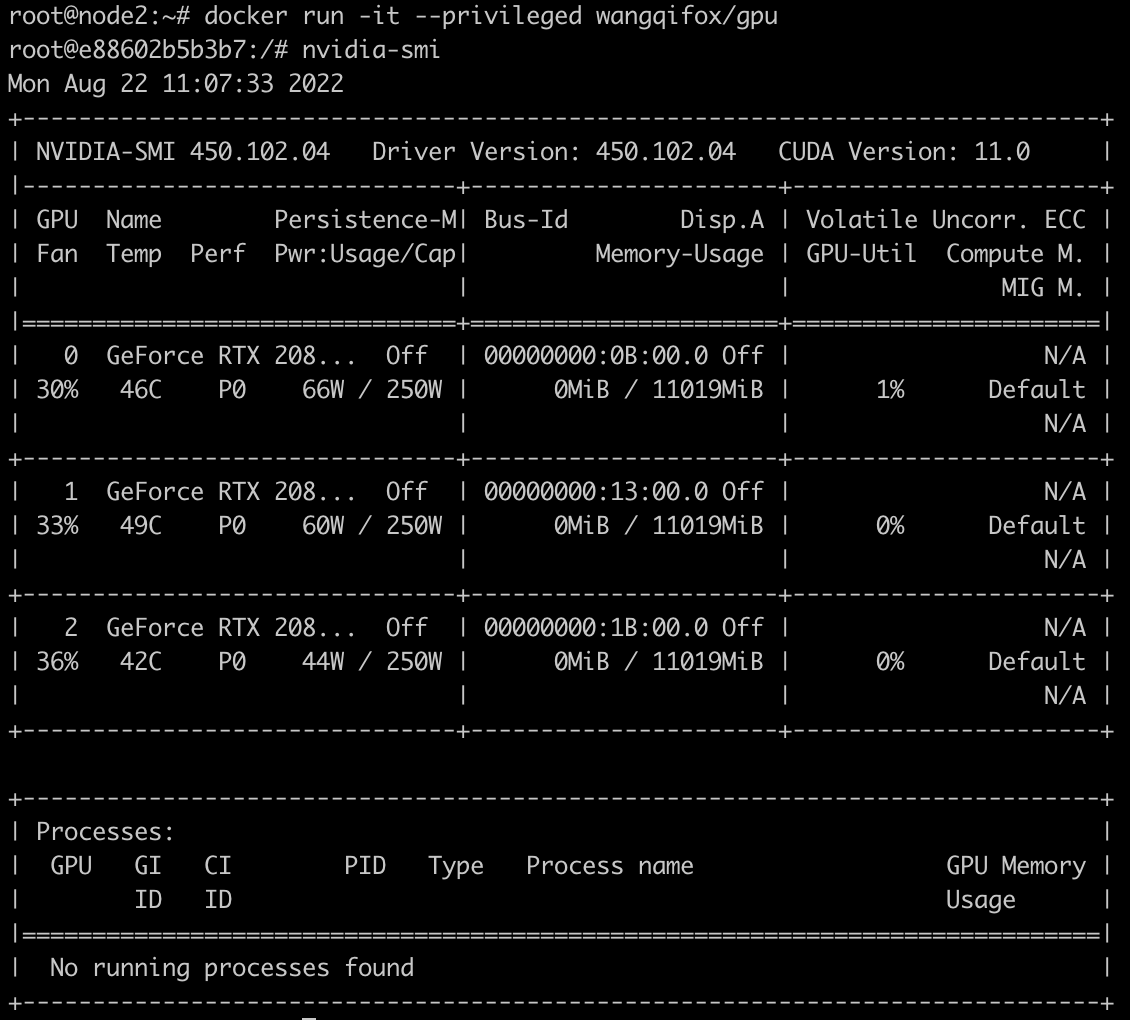 root@node2:~# docker run -it --privileged wangqifox/gpu
root@e88602b5b3b7:/# nvidia-smi
Mon Aug 22 11:07:33 2022
+-----------------------------------------------------------------------------+
| NVIDIA-SMI 450.102.04   Driver Version: 450.102.04   CUDA Version: 11.0     |
|-------------------------------+----------------------+----------------------+
| GPU  Name        Persistence-M| Bus-Id        Disp.A | Volatile Uncorr. ECC |
| Fan  Temp  Perf  Pwr:Usage/Cap|         Memory-Usage | GPU-Util  Compute M. |
|                               |                      |               MIG M. |
|===============================+======================+======================|
|   0  GeForce RTX 208...  Off  | 00000000:0B:00.0 Off |                  N/A |
| 30%   46C    P0    66W / 250W |      0MiB / 11019MiB |      1%      Default |
|                               |                      |                  N/A |
+-------------------------------+----------------------+----------------------+
|   1  GeForce RTX 208...  Off  | 00000000:13:00.0 Off |                  N/A |
| 33%   49C    P0    60W / 250W |      0MiB / 11019MiB |      0%      Default |
|                               |                      |                  N/A |
+-------------------------------+----------------------+----------------------+
|   2  GeForce RTX 208...  Off  | 00000000:1B:00.0 Off |                  N/A |
| 36%   42C    P0    44W / 250W |      0MiB / 11019MiB |      0%      Default |
|                               |                      |                  N/A |
+-------------------------------+----------------------+----------------------+

+-----------------------------------------------------------------------------+
| Processes:                                                                  |
|  GPU   GI   CI        PID   Type   Process name                  GPU Memory |
|        ID   ID                                                   Usage      |
|=============================================================================|
|  No running processes found                                                 |
+-----------------------------------------------------------------------------+